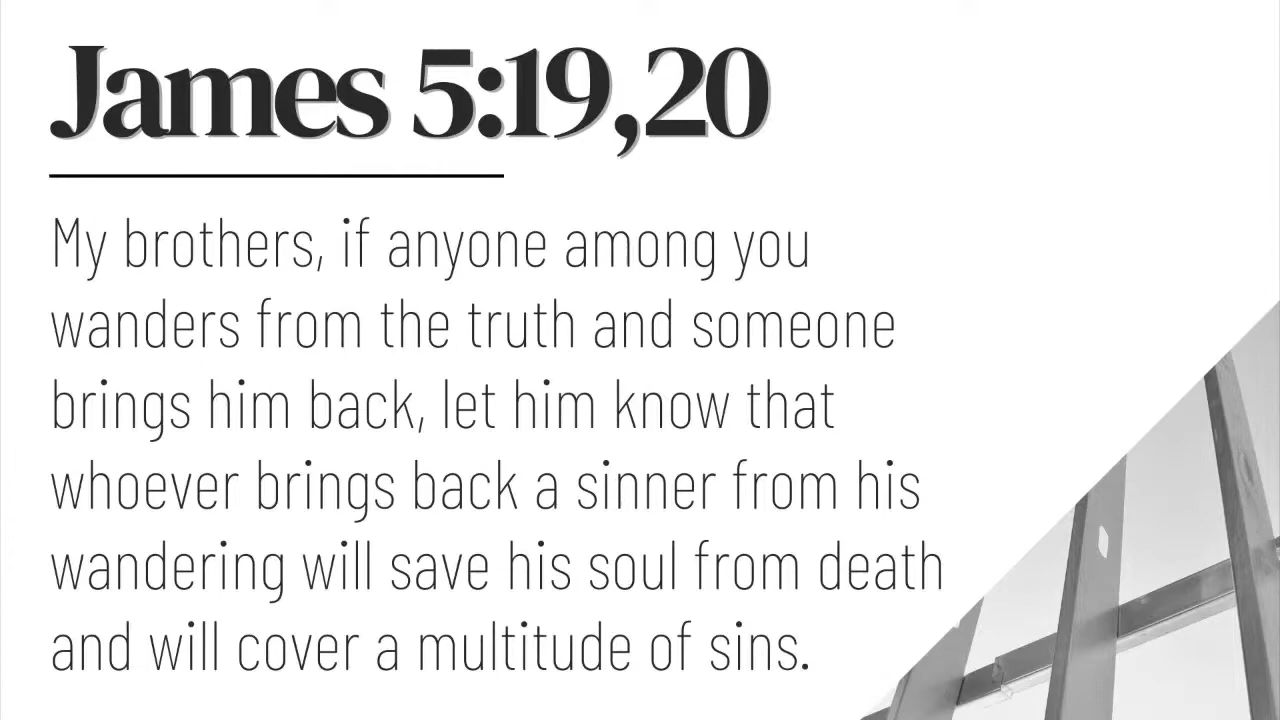 James 5:19,20
My brothers, if anyone among you
wanders from the truth and someone
brings him back, let him know that
whoever brings back a sinner from his
wandering will save his soul from death
and will cover a multitude of sins.